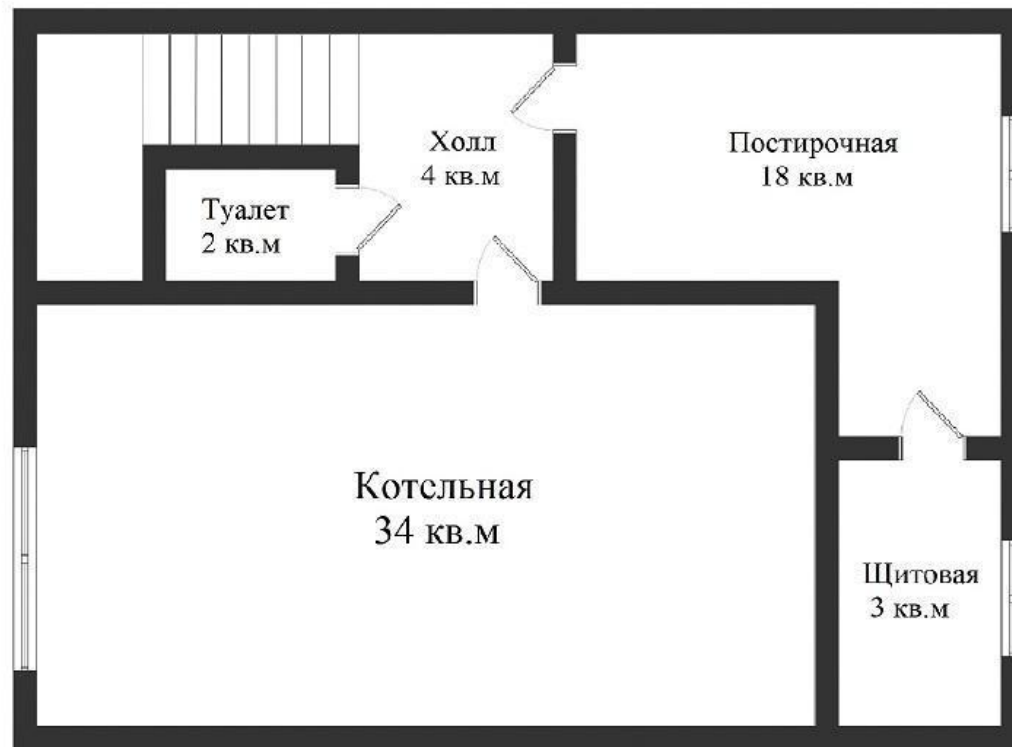 Холл
4 кв.м
Постирочная
18 кв.м
Туалет
2 кв.м
Котельная
34 кв.м
Щитовая
3 кв.м